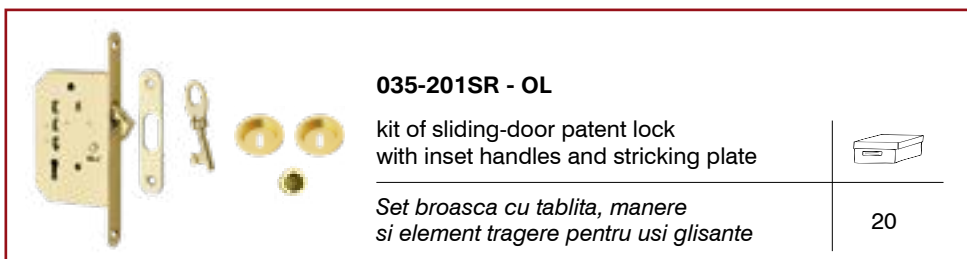 035-201SR - OL
kit of sliding-door patent lock
with inset handles and stricking plate
Set broasca cu tablita, manere
si element tragere pentru usi glisante
20